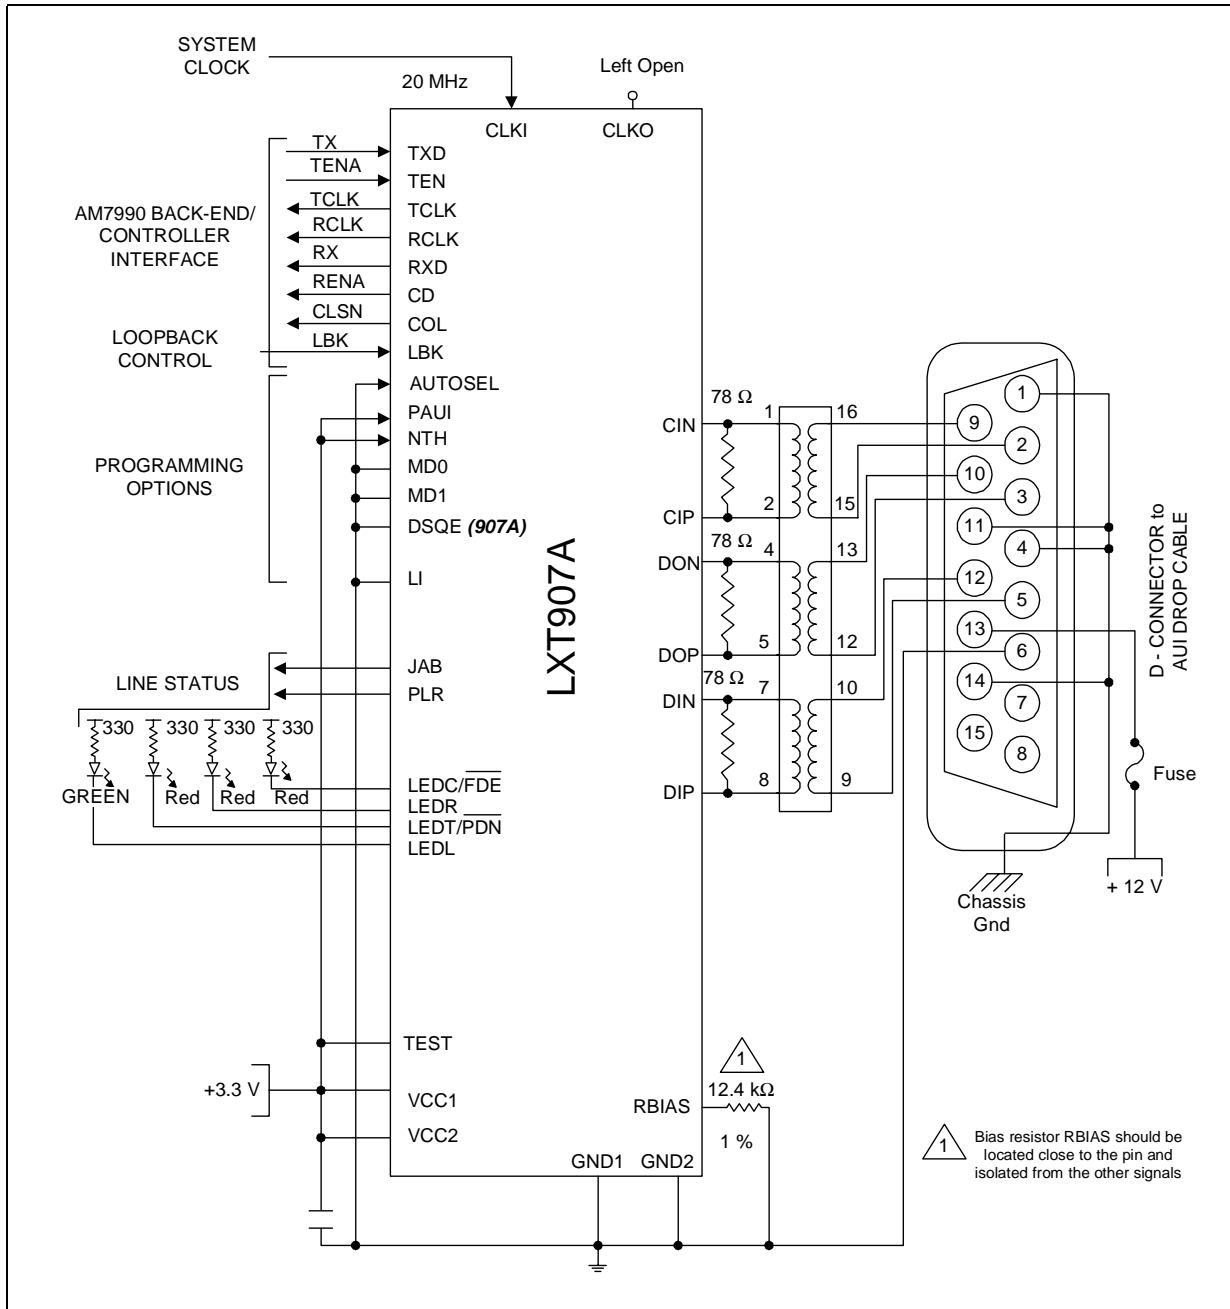 SYSTEM
CLOCK
20 MHz
Left Open
CLKI
CLKO
AM7990 BACK-END/
CONTROLLER
INTERFACE
TX
TENA
TCLK
RCLK
RX
RENA
CLSN
LBK
LOOPBACK
CONTROL
TXD
TEN
TCLK
RCLK
RXD
CD
COL
LBK
PROGRAMMING
OPTIONS
AUTOSEL
PAUI
NTH
MD0
MD1
DSQE (907A)
LI
LINE STATUS
JAB
PLR
330
330
330
330
GREEN
Red
Red
Red
LEDC/FDE
LEDR
LEDT/PDN
LEDL
+3.3 V
TEST
VCC1
VCC2
LXT907A
GND1
GND2
CIN
CIP
DON
DOP
DIN
DIP
RBIAS
78 Ω
78 Ω
78 Ω
1
2
4
5
7
8
16
15
13
12
10
9
1
2
3
4
5
6
7
8
9
10
11
12
13
14
15
D - CONNECTOR to
AUI DROP CABLE
Fuse
+ 12 V
Chassis
Gnd
1
12.4 kΩ
1 %
1
Bias resistor RBIAS should be
located close to the pin and
isolated from the other signals